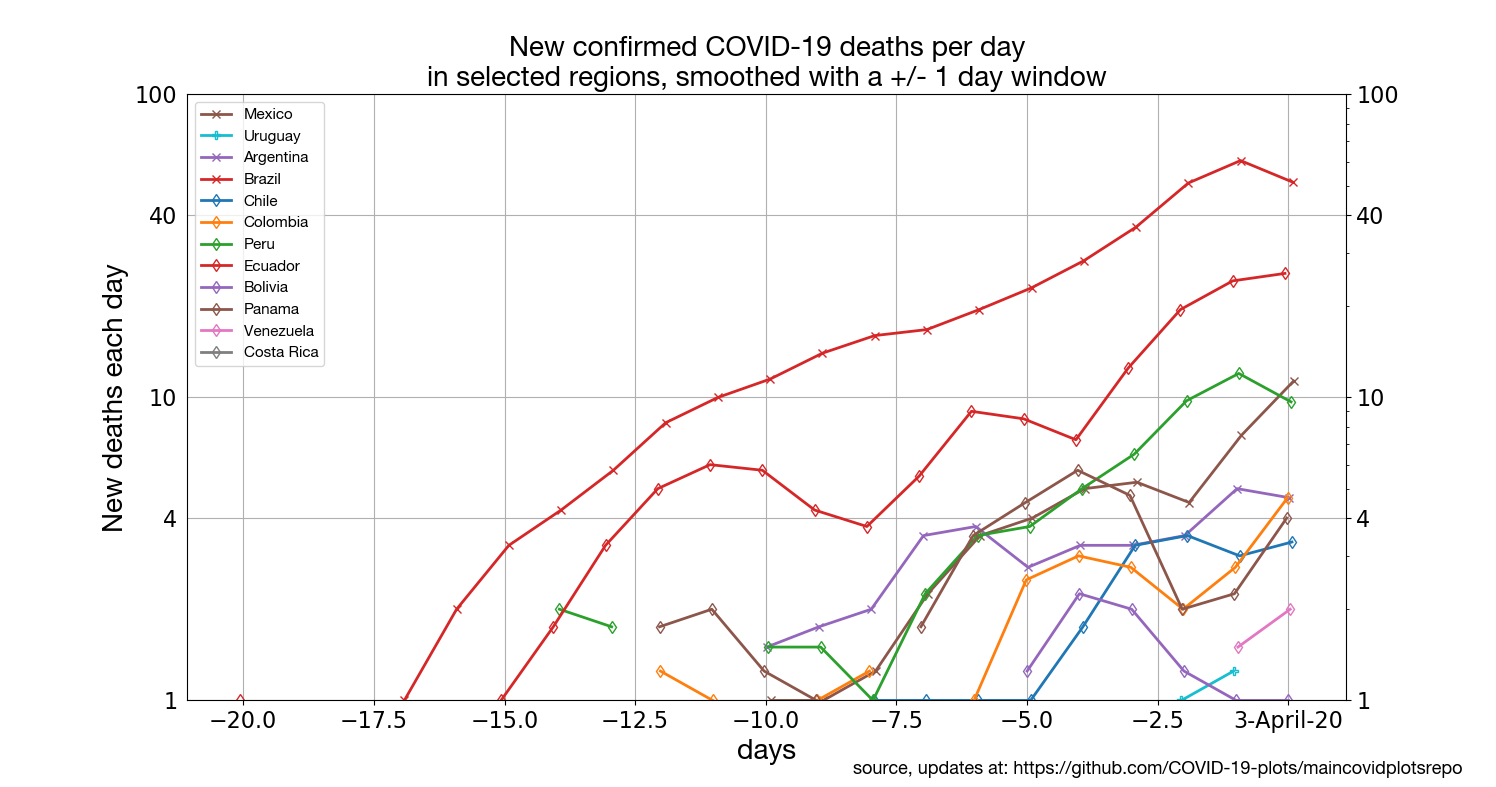 New confirmed COVID-19 deaths per day
in selected regions, smoothed with a +/- 1 day window
100
40
10
4
1
New deaths each day
Mexico
Uruguay
Argentina
Brazil
Chile
Colombia
Peru
Ecuador
Bolivia
Panama
Venezuela
Costa Rica
100
40
10
4
1
−20.0 −17.5 −15.0 −12.5 −10.0 −7.5 −5.0 −2.5 3-April-20
days
source, updates at: https://github.com/COVID-19-plots/maincovidplotsrepo